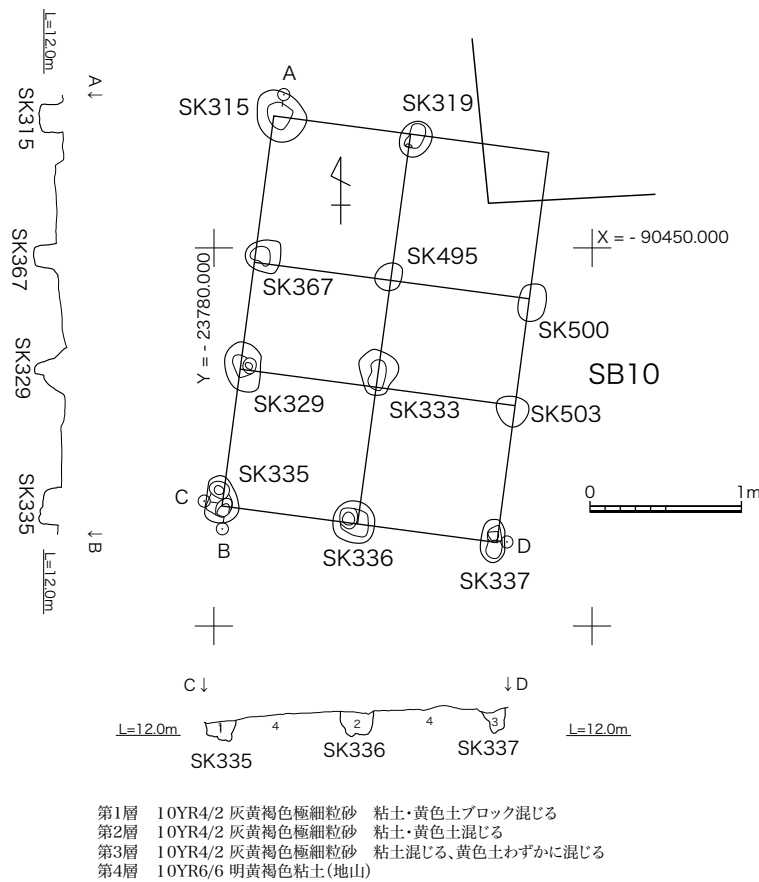 L=12.0m
A↓
SK315
SK367
SK329
SK335
↓B
L=12.0m
A
SK315
SK319
X = - 90450.000
Y = - 23780.000
SK495
SK367
SK500
SB10
SK329
SK333
SK503
SK335
C
B
SK336
D
SK337
0
1m
C↓
↓D
L=12.0m
1
4
2
4
3
L=12.0m
SK335
SK336
SK337
第1層 10YR4/2 灰黄褐色極細粒砂 粘土・黄色土ブロック混じる
第2層 10YR4/2 灰黄褐色極細粒砂 粘土・黄色土混じる
第3層 10YR4/2 灰黄褐色極細粒砂 粘土混じる、黄色土わずかに混じる
第4層 10YR6/6 明黄褐色粘土(地山)